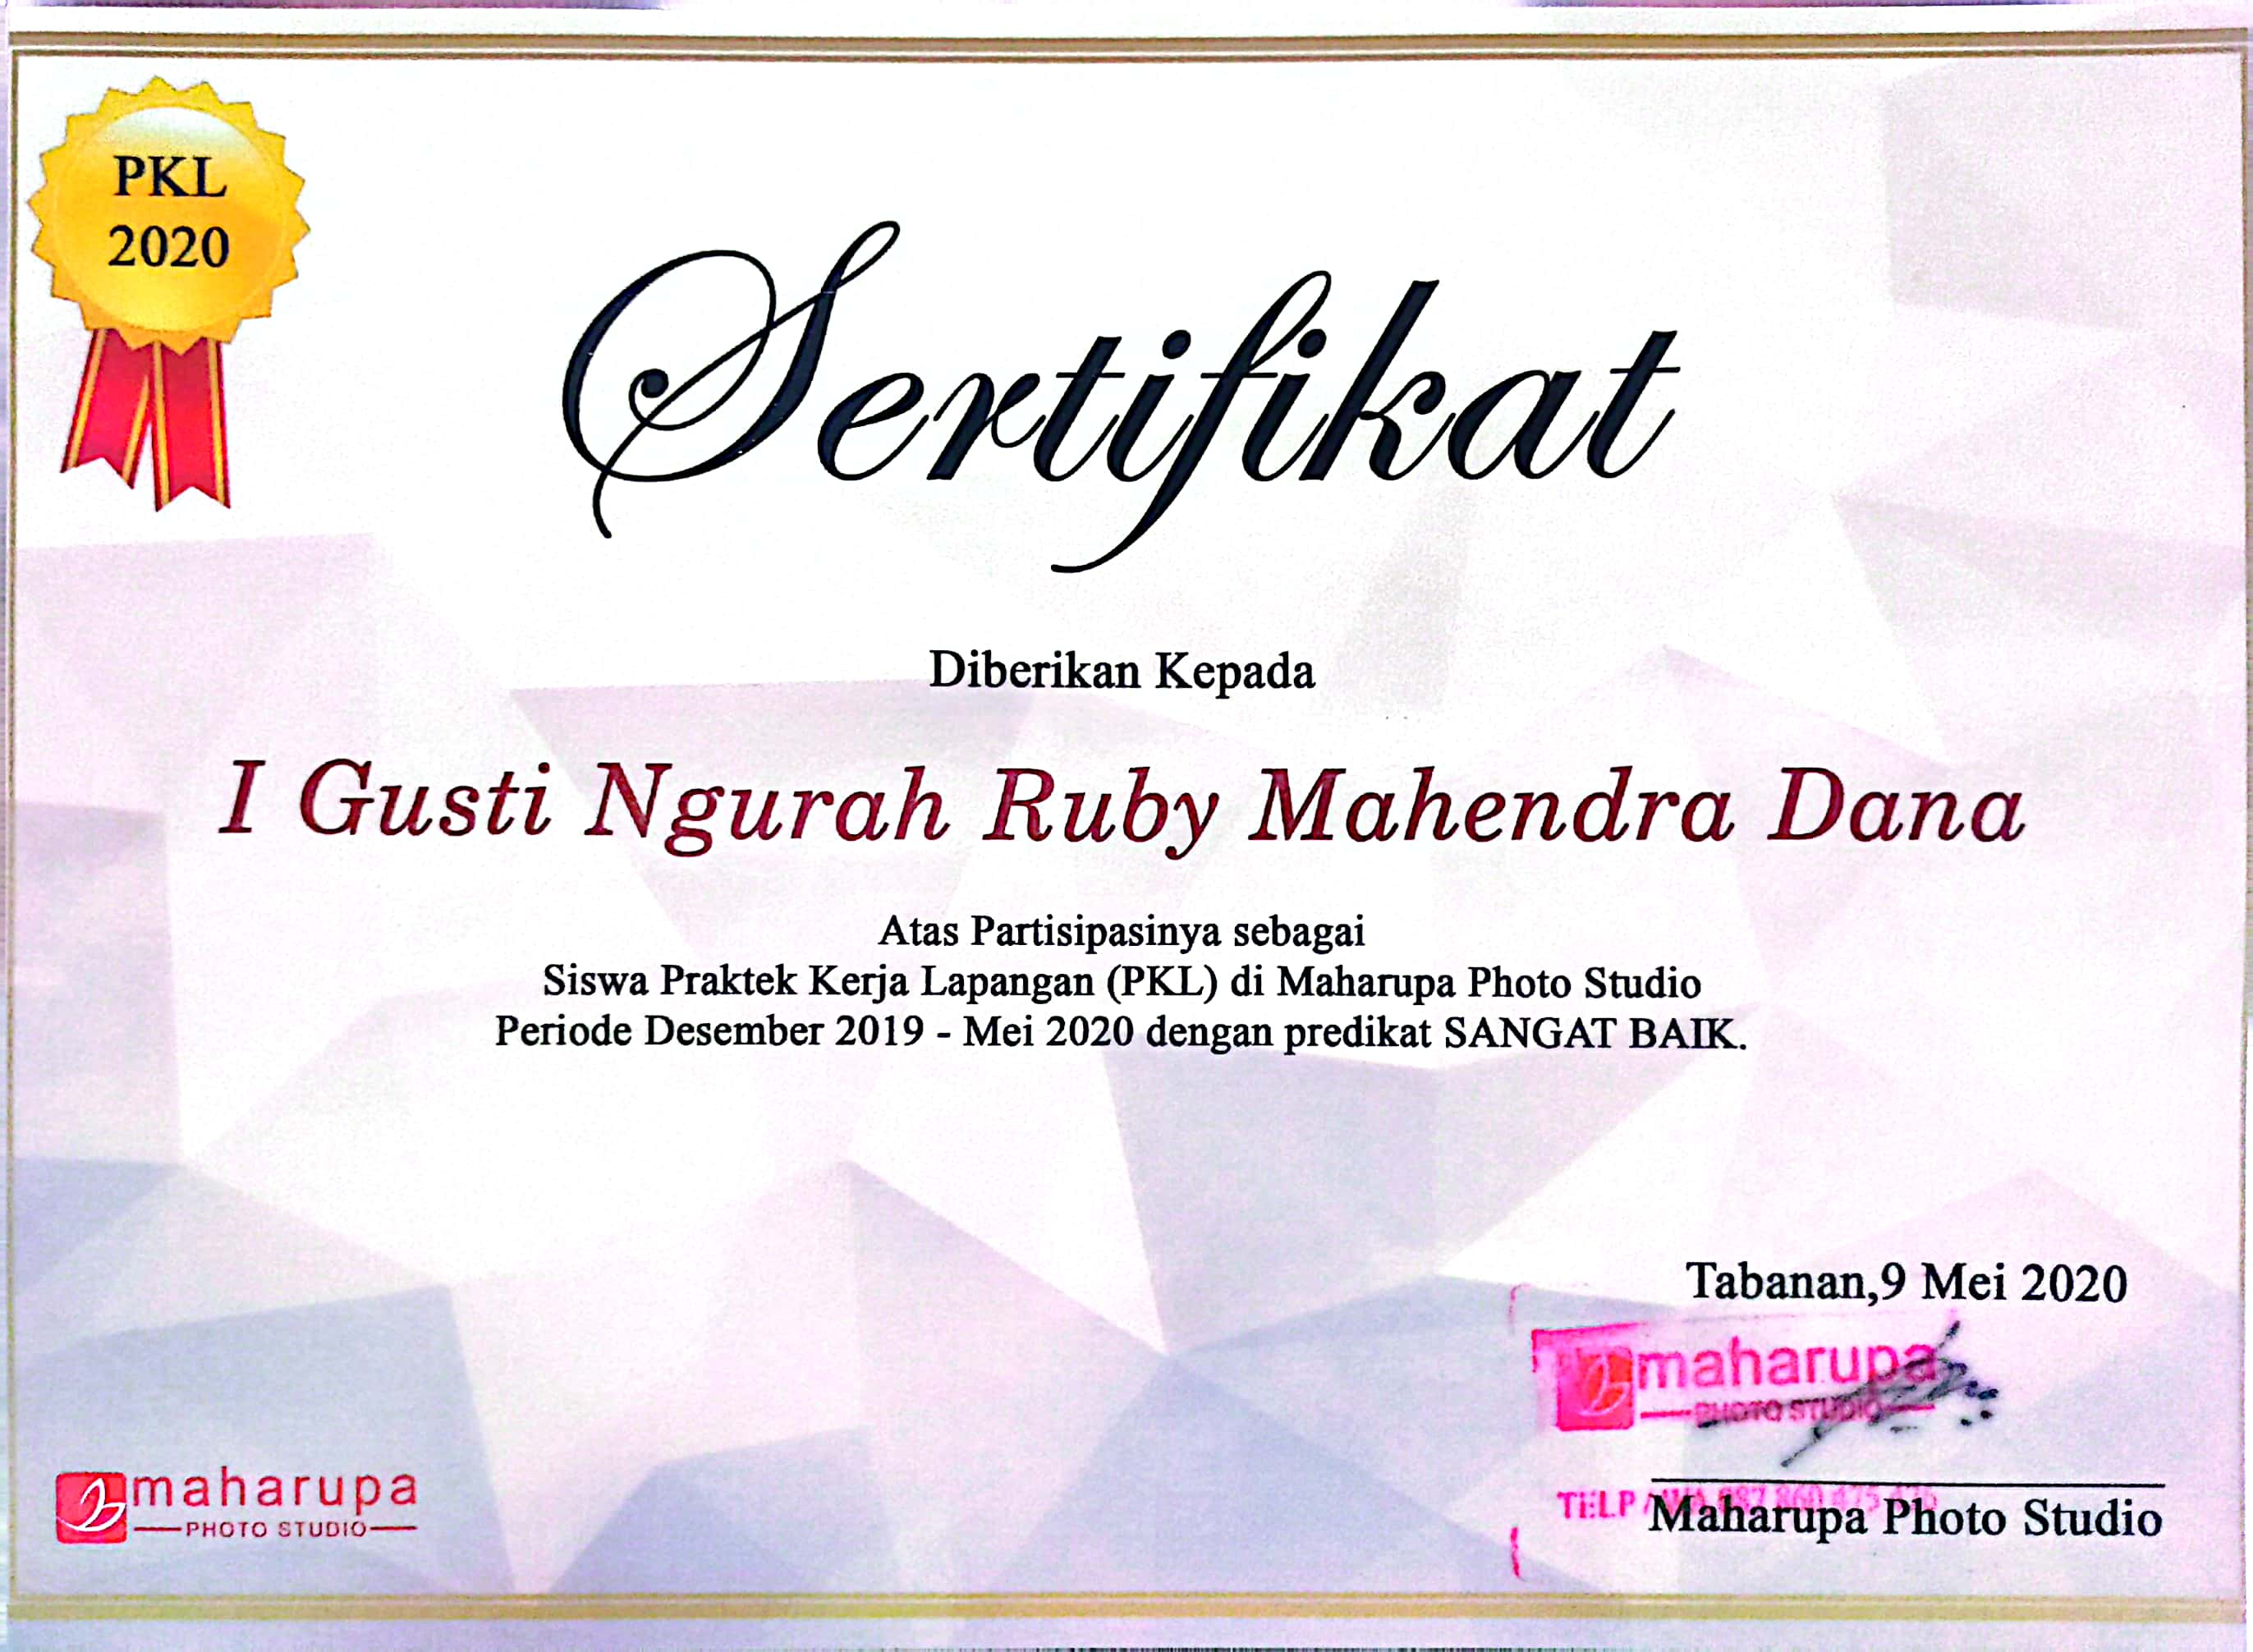 PKL
2020
Sertifikat
Diberikan Kepada
I Gusti Ngurah Ruby Mahendra Dana
Atas Partisipasinya sebagai
Siswa Praktek Kerja Lapangan (PKL) di Maharupa Photo Studio
Periode Desember 2019 - Mei 2020 dengan predikat SANGAT BAIK.
Tabanan,9 Mei 2020
maharupa
PHOTO STUDIO
TELP
Maharupa Photo Studio
maharupa
PHOTO STUDIO